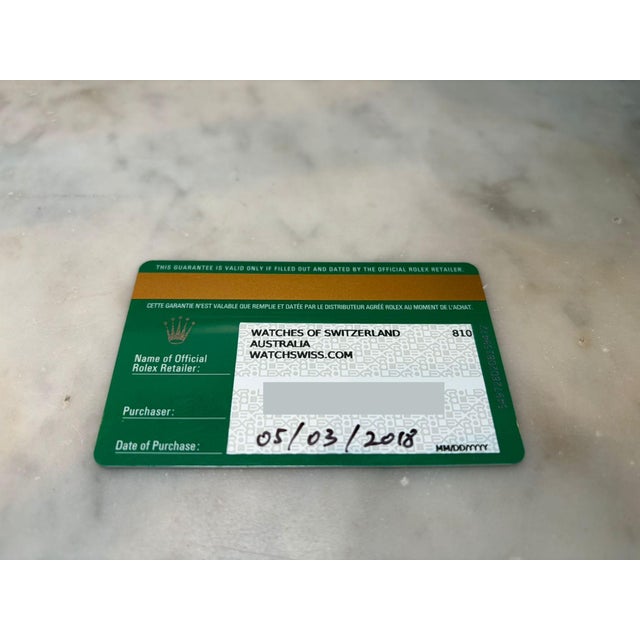 THIS GUARANTEE IS VALID ONLY IF FILLED OUT AND DATED BY THE OFFICIAL ROLEX RETAILER.
CETTE GARANTIE N'EST VALABLE QUE REMPLIE ET DATÉE PAR LE DISTRIBUTEUR AGRÉÉ ROLEX AU MOMENT DE L'ACHAT.
WATCHES OF SWITZERLAND 810
AUSTRALIA
WATCHSWISS.COM
Name of Official
Rolex Retailer:
Purchaser:
Date of Purchase: 05/03/2018 MM/DD/YYYY